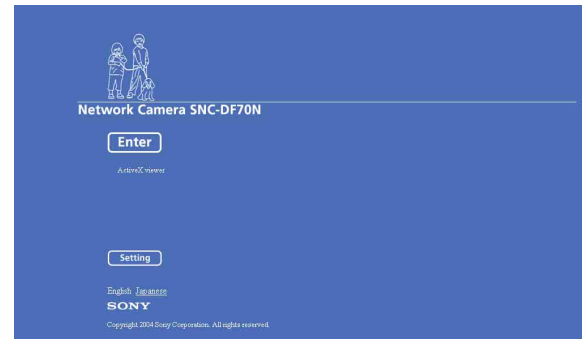 Network Camera SNC-DF70N
Enter
ActiveX viewer
Setting
English Japanese
SONY
Copyright 2004 Sony Corporation. All rights reserved.